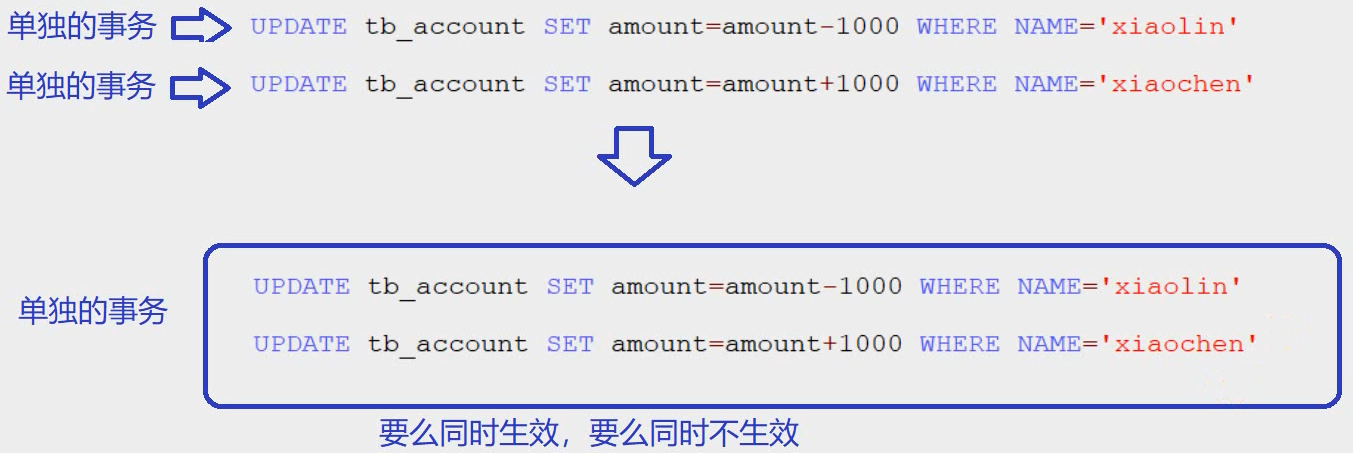 单独的事务 UPDATE tb_account SET amount=amount-1000 WHERE NAME='xiaolin'
单独的事务 UPDATE tb_account SET amount=amount+1000 WHERE NAME='xiaochen'
UPDATE tb_account SET amount=amount-1000 WHERE NAME='xiaolin'
单独的事务
UPDATE tb_account SET amount=amount+1000 WHERE NAME='xiaochen'
要么同时生效，要么同时不生效